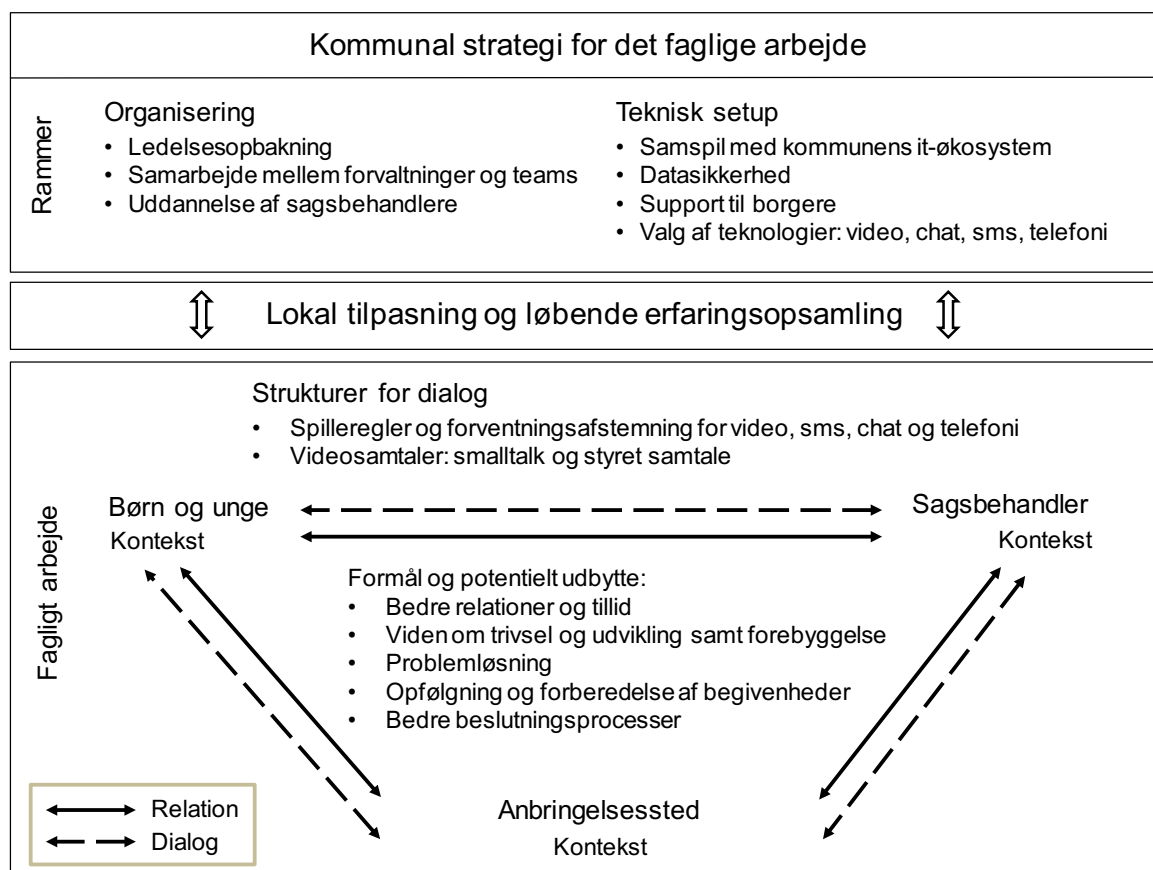 Kommunal strategi for det faglige arbejde
Rammer
Organisering
• Ledelsesopbakning
• Samarbejde mellem forvaltninger og teams
• Uddannelse af sagsbehandlere
Teknisk setup
• Samspil med kommunens it-økosystem
• Datasikkerhed
• Support til borgere
• Valg af teknologier: video, chat, sms, telefoni
Lokal tilpasning og løbende erfaringsopsamling
Fagligt arbejde
Strukturer for dialog
• Spilleregler og forventningsafstemning for video, sms, chat og telefoni
• Videosamtaler: smalltalk og styret samtale
Børn og unge
Kontekst
Sagsbehandler
Kontekst
Formål og potentielt udbytte:
• Bedre relationer og tillid
• Viden om trivsel og udvikling samt forebyggelse
• Problemløsning
• Opfølgning og forberedelse af begivenheder
• Bedre beslutningsprocesser
Anbringelsessted
Kontekst
Relation
Dialog